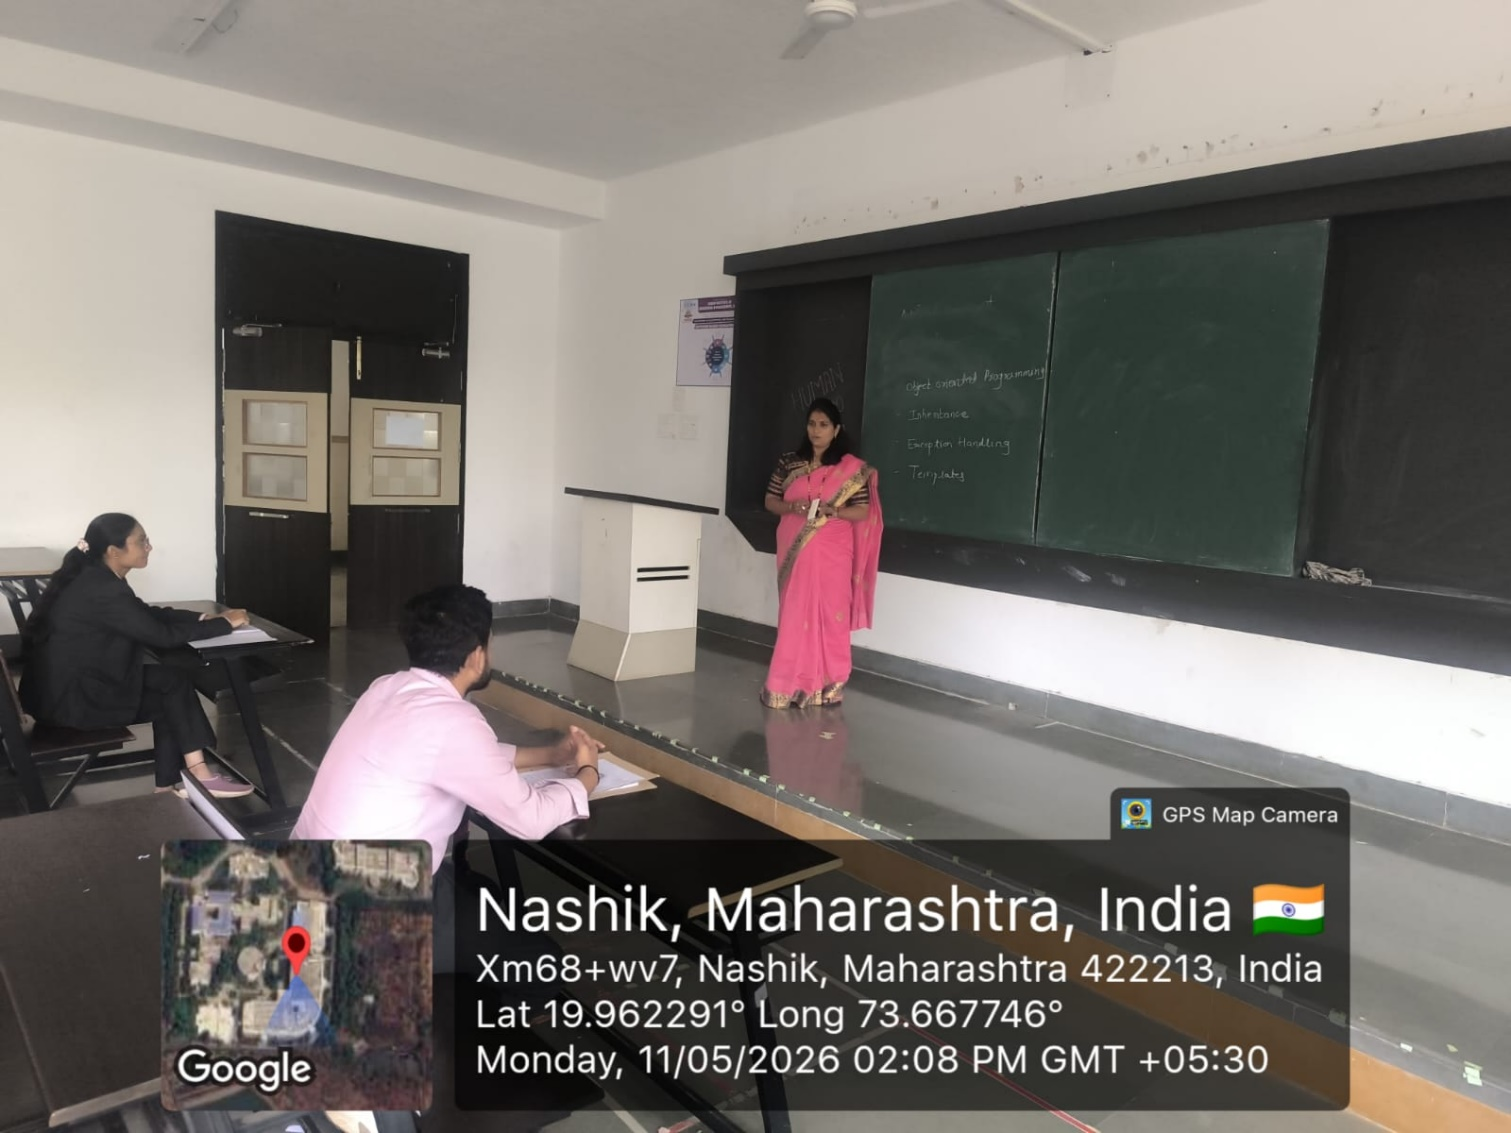 Object oriented Programming
- Inheritance
- Exception Handling
- Templates
GPS Map Camera
Nashik, Maharashtra, India
Xm68+wv7, Nashik, Maharashtra 422213, India
Lat 19.962291° Long 73.667746°
Monday, 11/05/2026 02:08 PM GMT +05:30
Google